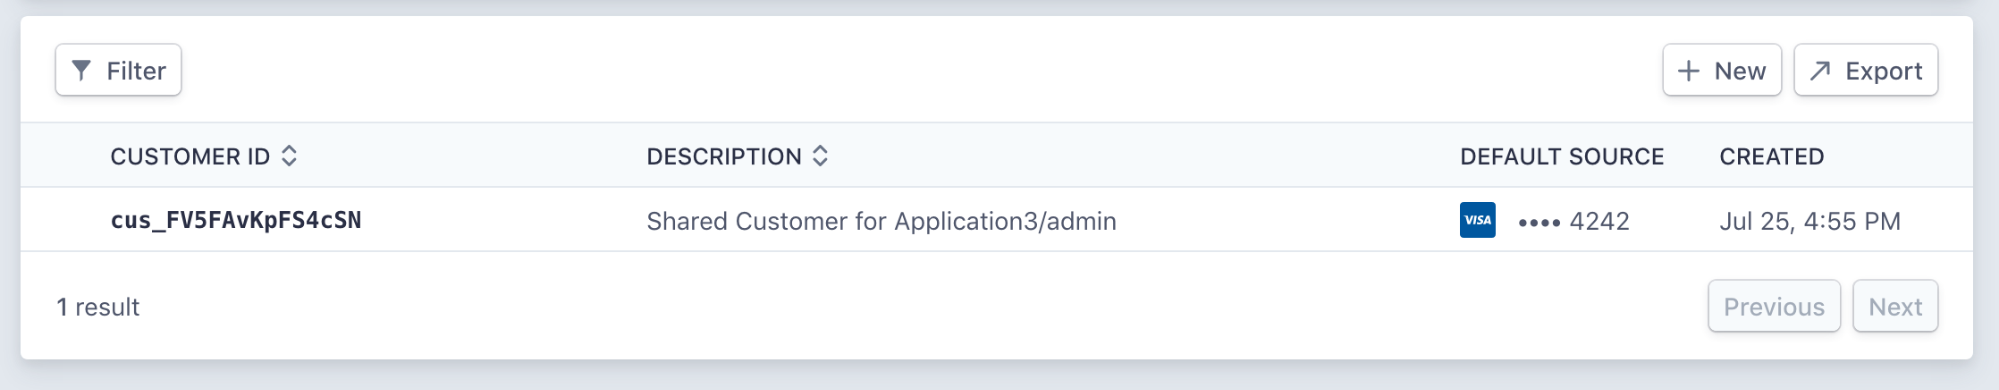 Filter
New
Export
CUSTOMER ID DESCRIPTION DEFAULT SOURCE CREATED
cus_FV5FAvKpFS4cSN Shared Customer for Application3/admin VISA •••• 4242 Jul 25, 4:55 PM
1 result
Previous
Next